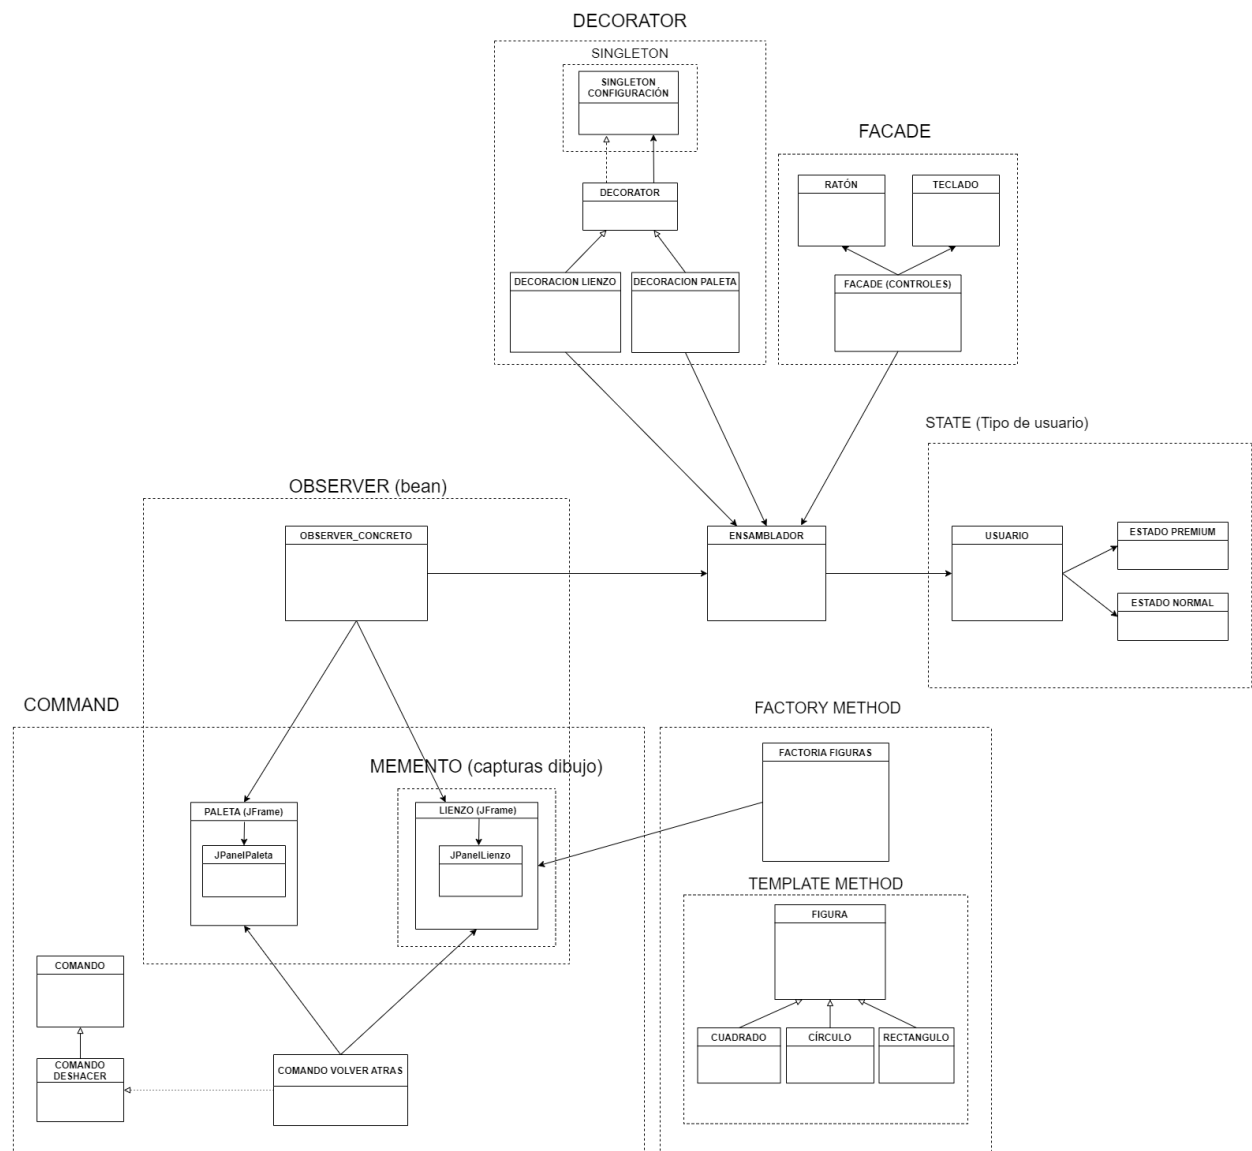 DECORATOR
SINGLETON
SINGLETON
CONFIGURACIÓN
DECORATOR
DECORACION LIENZO
DECORACION PALETA
FACADE
RATÓN
TECLADO
FACADE (CONTROLES)
STATE (Tipo de usuario)
OBSERVER (bean)
OBSERVER_CONCRETO
ENSAMBLADOR
USUARIO
ESTADO PREMIUM
ESTADO NORMAL
COMMAND
FACTORY METHOD
MEMENTO (capturas dibujo)
FACTORIA FIGURAS
PALETA (JFrame)
JPanelPaleta
LIENZO (JFrame)
JPanelLienzo
TEMPLATE METHOD
FIGURA
CUADRADO
CÍRCULO
RECTANGULO
COMANDO
COMANDO
DESHACER
COMANDO VOLVER ATRAS